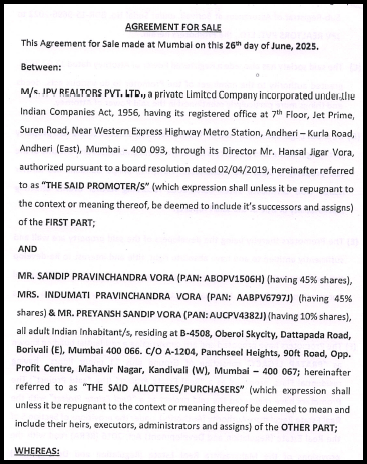 AGREEMENT FOR SALE
This Agreement for Sale made at Mumbai on this 26th day of June, 2025.
Between:
M/s. JPV REALTORS PVT. LTD., a private Limited Company incorporated under the
Indian Companies Act, 1956, having its registered office at 7th Floor, Jet Prime,
Suren Road, Near Western Express Highway Metro Station, Andheri – Kurla Road,
Andheri (East), Mumbai - 400 093, through its Director Mr. Hansal Jigar Vora,
authorized pursuant to a board resolution dated 02/04/2019, hereinafter referred
to as "THE SAID PROMOTER/S" (which expression shall unless it be repugnant to
the context or meaning thereof, be deemed to include it's successors and assigns)
of the FIRST PART;
AND
MR. SANDIP PRAVINCHANDRA VORA (PAN: ABOPV1506H) (having 45% shares),
MRS. INDUMATI PRAVINCHANDRA VORA (PAN: AABPV6797J) (having 45%
shares) & MR. PREYANSH SANDIP VORA (PAN: AUCPV4382J) (having 10% shares),
all adult Indian Inhabitant/s, residing at B-4508, Oberoi Skycity, Dattapada Road,
Borivali (E), Mumbai 400 066. C/O A-1204, Panchseel Heights, 90ft Road, Opp.
Profit Centre, Mahavir Nagar, Kandivali (W), Mumbai – 400 067; hereinafter
referred to as "THE SAID ALLOTTEES/PURCHASERS" (which expression shall
unless it be repugnant to the context or meaning thereof be deemed to mean and
include their heirs, executors, administrators and assigns) of the OTHER PART;
WHEREAS: